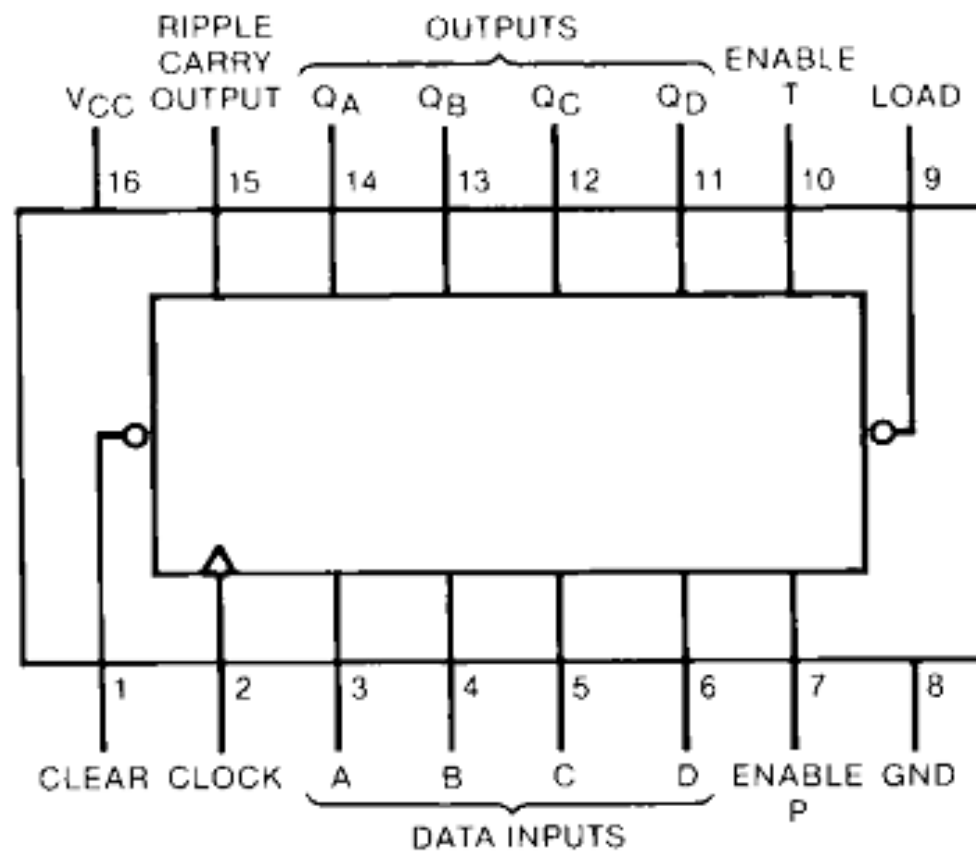 RIPPLE
CARRY
OUTPUT
OUTPUTS
ENABLE
T
LOAD
VCC
QA
QB
QC
QD
16 15 14 13 12 11 10 9
1 2 3 4 5 6 7 8
CLEAR CLOCK A B C D ENABLE GND
P
DATA INPUTS